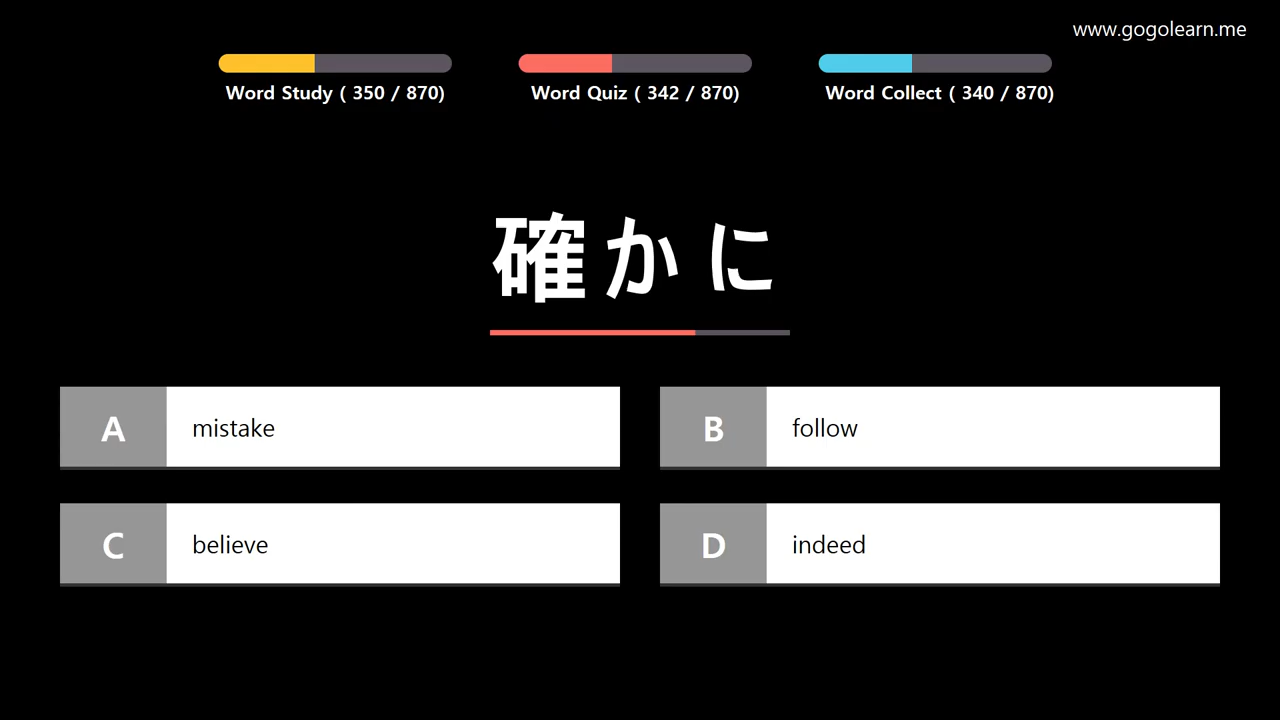 www.gogolearn.me
Word Study ( 350 / 870)
Word Quiz ( 342 / 870)
Word Collect ( 340 / 870)
確かに
A mistake
B follow
C believe
D indeed